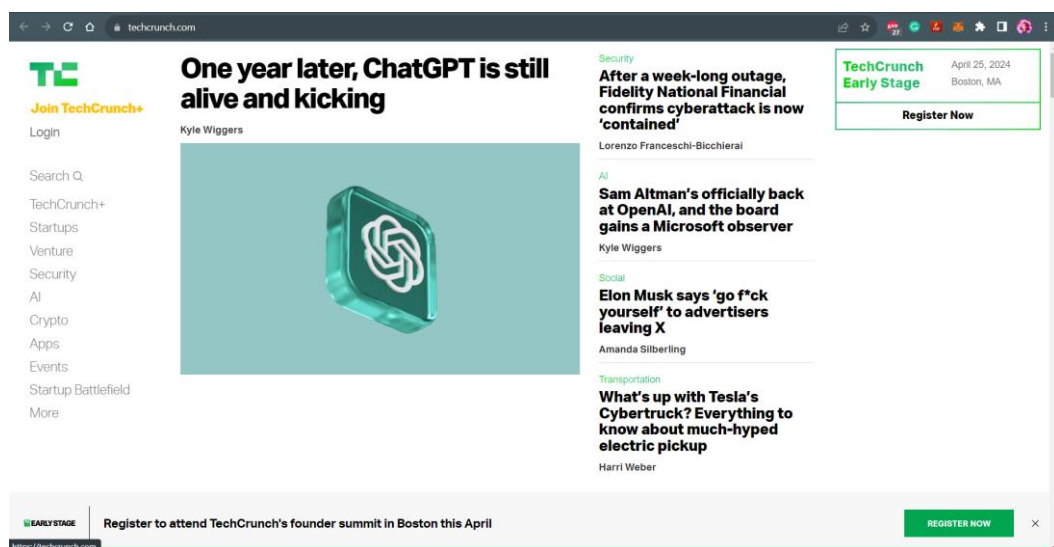 techcrunch.com
27
TC
Join TechCrunch+
Login
Search
TechCrunch+
Startups
Venture
Security
AI
Crypto
Apps
Events
Startup Battlefield
More
One year later, ChatGPT is still
alive and kicking
Kyle Wiggers
Security
After a week-long outage,
Fidelity National Financial
confirms cyberattack is now
‘contained’
Lorenzo Franceschi-Bicchierai
AI
Sam Altman’s officially back
at OpenAI, and the board
gains a Microsoft observer
Kyle Wiggers
Social
Elon Musk says ‘go f*ck
yourself’ to advertisers
leaving X
Amanda Silberling
Transportation
What’s up with Tesla’s
Cybertruck? Everything to
know about much-hyped
electric pickup
Harri Weber
TechCrunch
Early Stage
April 25, 2024
Boston, MA
Register Now
EARLY STAGE
Register to attend TechCrunch's founder summit in Boston this April
REGISTER NOW
https://techcrunch.com